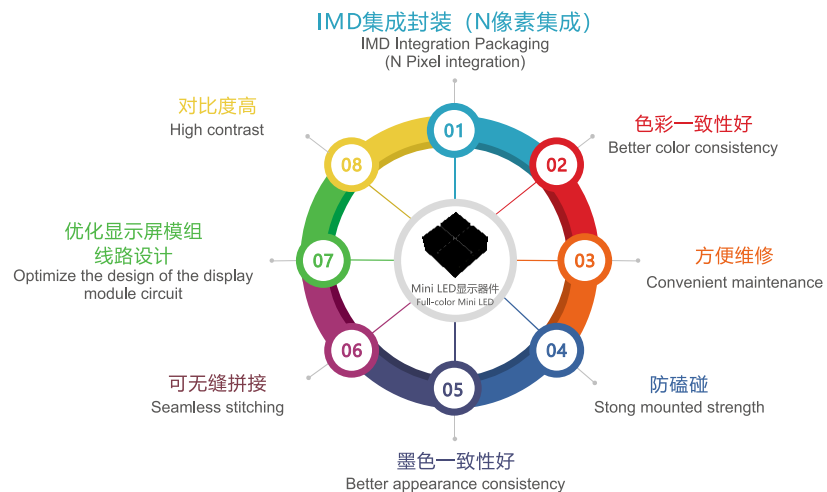 IMD集成封装（N像素集成）
IMD Integration Packaging
(N Pixel integration)
01
色彩一致性好
Better color consistency
02
方便维修
Convenient maintenance
03
防磕碰
Stong mounted strength
04
墨色一致性好
Better appearance consistency
05
可无缝拼接
Seamless stitching
06
优化显示屏模组
线路设计
Optimize the design of the display
module circuit
07
对比度高
High contrast
08
Mini LED显示器件
Full-color Mini LED